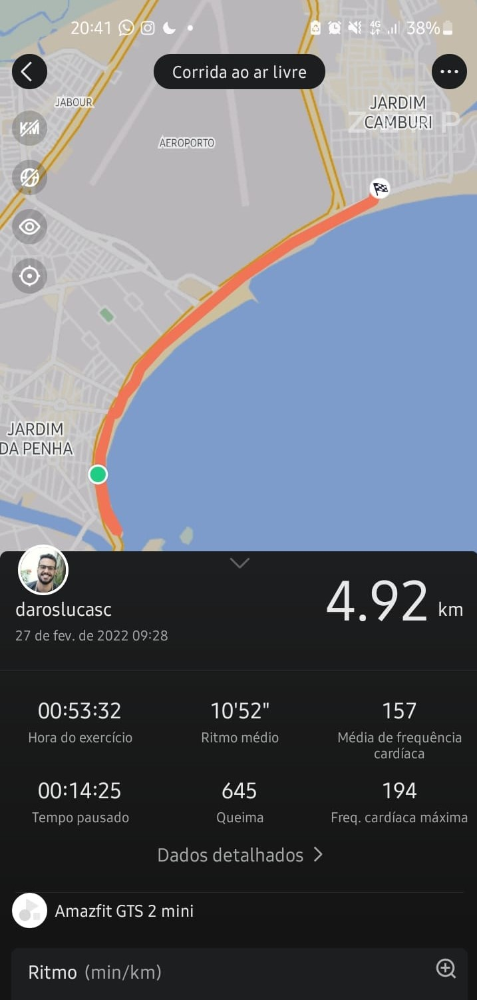 20:41 4G 38%
Corrida ao ar livre
JABOUR
JARDIM
CAMBURI
KM
AEROPORTO
JARDIM
DA PENHA
daroslucasc
4.92 km
27 de fev. de 2022 09:28
00:53:32 10'52" 157
Hora do exercício Ritmo médio Média de frequência
cardíaca
00:14:25 645 194
Tempo pausado Queima Freq. cardíaca máxima
Dados detalhados
Amazfit GTS 2 mini
Ritmo (min/km)